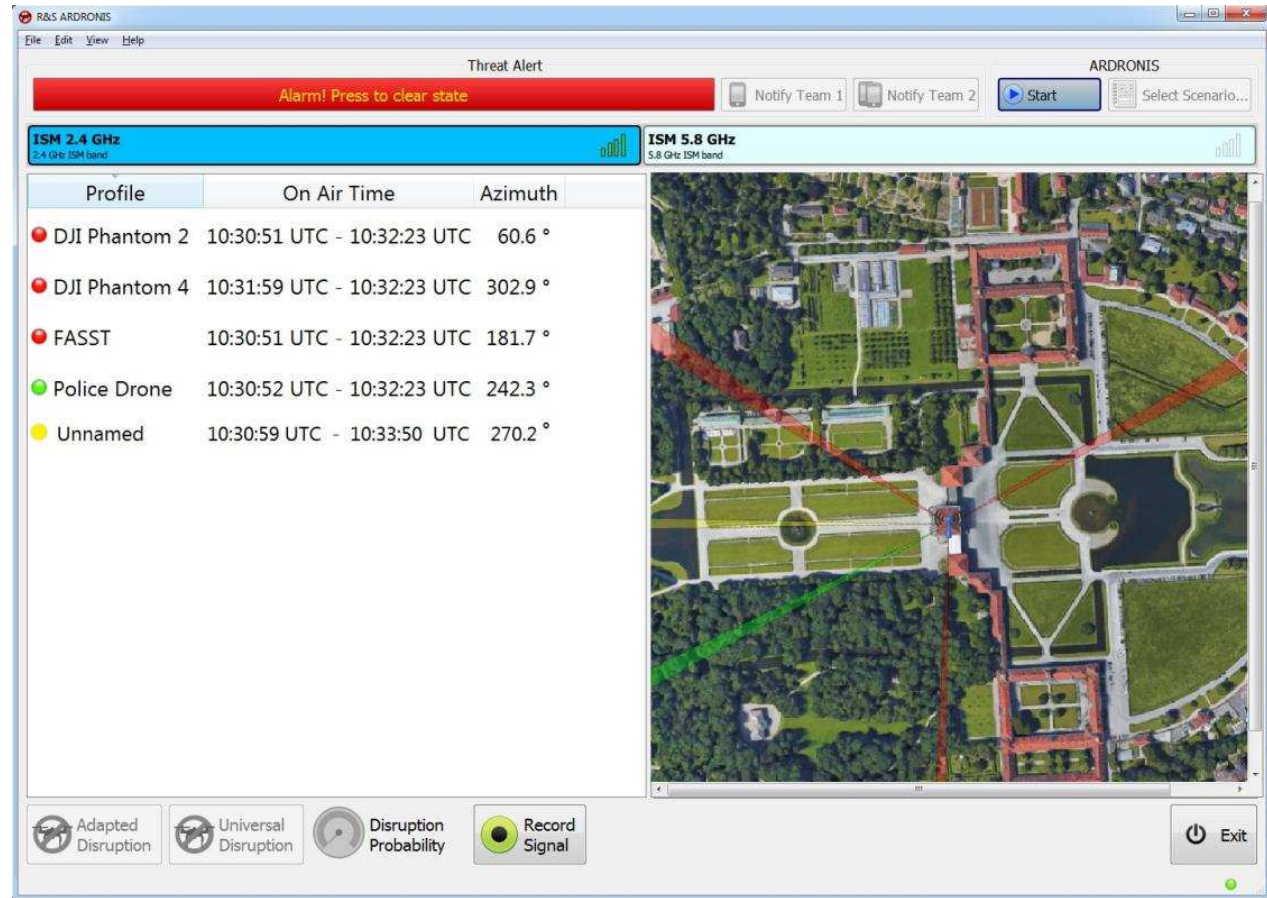 R&S ARDRONIS
File Edit View Help
Threat Alert
ARDRONIS
Alarm! Press to clear state
Notify Team 1
Notify Team 2
Start
Select Scenario...
ISM 2.4 GHz
2.4 GHz ISM band
ISM 5.8 GHz
5.8 GHz ISM band
Profile On Air Time Azimuth
DJI Phantom 2 10:30:51 UTC - 10:32:23 UTC 60.6 °
DJI Phantom 4 10:31:59 UTC - 10:32:23 UTC 302.9 °
FASST 10:30:51 UTC - 10:32:23 UTC 181.7 °
Police Drone 10:30:52 UTC - 10:32:23 UTC 242.3 °
Unnamed 10:30:59 UTC - 10:33:50 UTC 270.2 °
Adapted
Disruption
Universal
Disruption
Disruption
Probability
Record
Signal
Exit